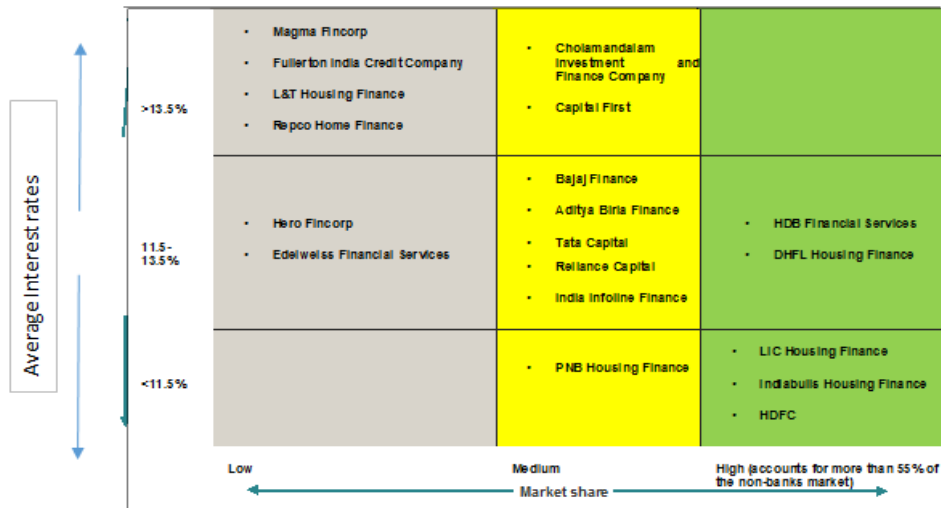 Average Interest rates
>13.5%
• Magma Fincorp
• Fullerton India Credit Company
• L&T Housing Finance
• Repco Home Finance
• Cholamandalam
Investment and
Finance Company
• Capital First
11.5-
13.5%
• Hero Fincorp
• Edelweiss Financial Services
• Bajaj Finance
• Aditya Birla Finance
• Tata Capital
• Reliance Capital
• India Infoline Finance
• HDB Financial Services
• DHFL Housing Finance
<11.5%
• PNB Housing Finance
• LIC Housing Finance
• Indiabulls Housing Finance
• HDFC
Low
Medium
High (accounts for more than 55% of
the non-banks market)
Market share